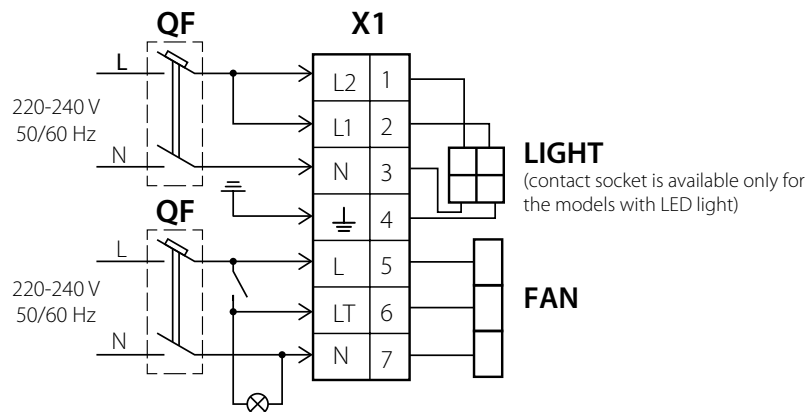 QF
X1
L
220-240 V
50/60 Hz
N
L2 1
L1 2
N 3
4
LIGHT
(contact socket is available only for
the models with LED light)
QF
L
220-240 V
50/60 Hz
N
L 5
LT 6
N 7
FAN